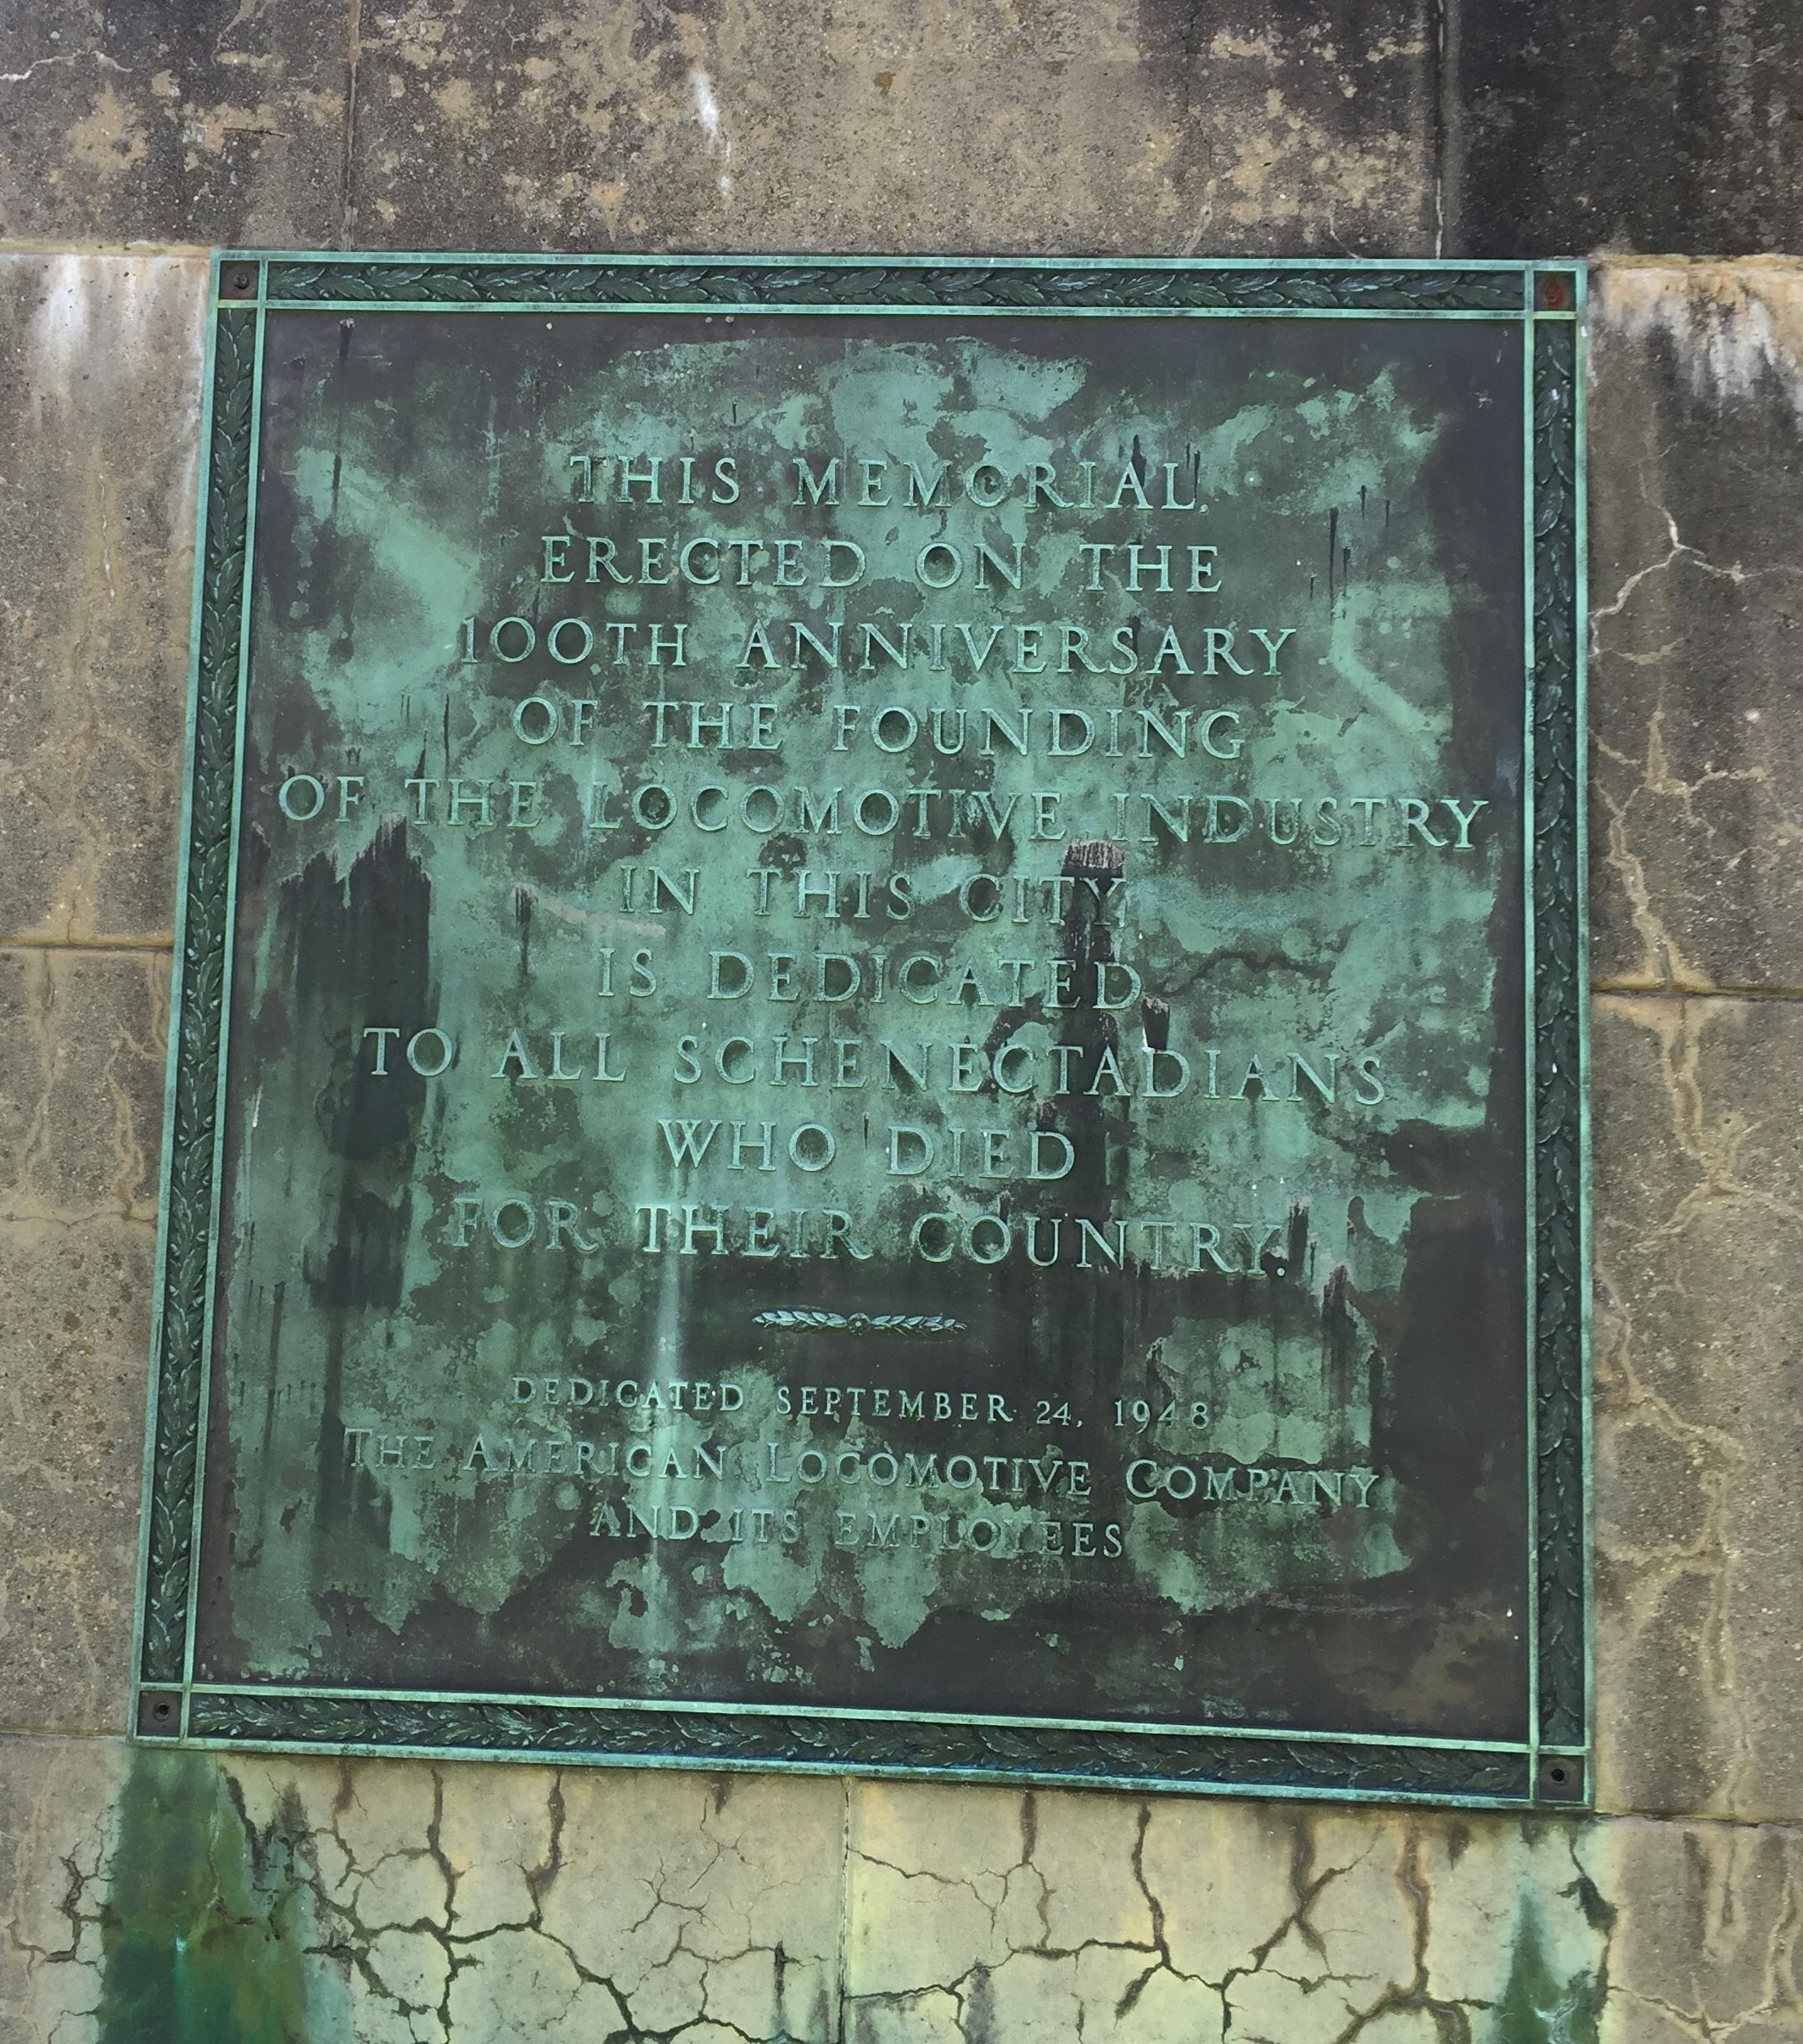 THIS MEMORIAL,
ERECTED ON THE
100TH ANNIVERSARY
OF THE FOUNDING
OF THE LOCOMOTIVE INDUSTRY
IN THIS CITY,
IS DEDICATED
TO ALL SCHENECTADIANS
WHO DIED
FOR THEIR COUNTRY.
DEDICATED SEPTEMBER 24, 1948
THE AMERICAN LOCOMOTIVE COMPANY
AND ITS EMPLOYEES